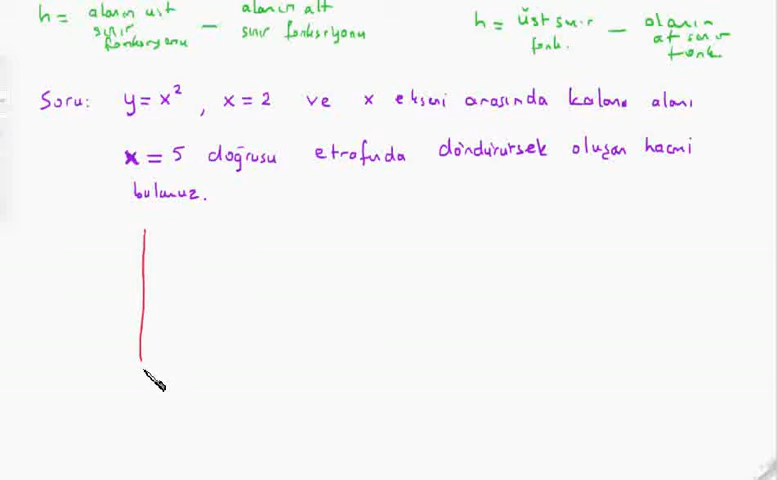 h = alanın üst sınır fonksiyonu — alanın alt sınır fonksiyonu
h = Üst sınır fonk. — alanın alt sınır fonk
Soru: y = x², x = 2 ve x ekseni arasında kalan alanı
x = 5 doğrusu etrafında döndürürsek oluşan hacmi
bulunuz.